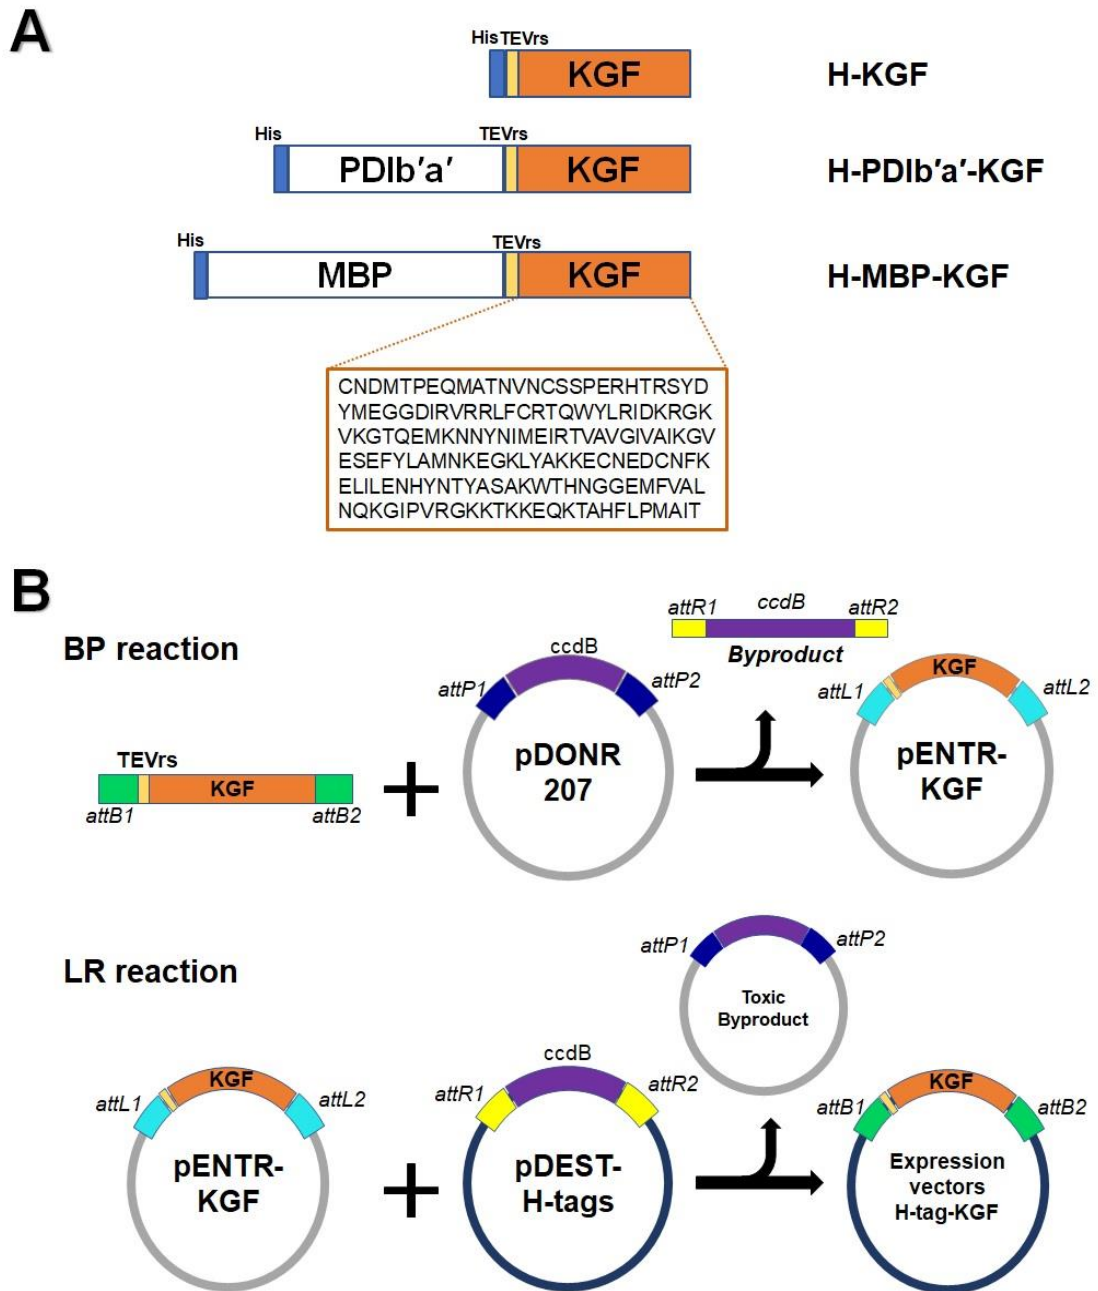 A
His TEVrs
KGF
H-KGF
His
TEVrs
PDIb′a′
KGF
H-PDIb′a′-KGF
His
TEVrs
MBP
KGF
H-MBP-KGF
CNDMTPEQMATNVNCSSPERHTRSYD
YMEGGDIRVRRLFCRTQWYLRIDKRGK
VKGTQEMKNNYNIMEIRTVAVGIVAIKGV
ESEFYLAMNKEGKLYAKKECNEDCNFK
ELILENHYNTYASAKWTHNGGEMFVAL
NQKGIPVRGKKTKKEQKTAHFLPMAIT
B
BP reaction
TEVrs
KGF
attB1
attB2
+
ccdB
attP1
attP2
pDONR
207
attR1
ccdB
attR2
Byproduct
KGF
attL1
attL2
pENTR-
KGF
LR reaction
KGF
attL1
attL2
pENTR-
KGF
+
ccdB
attR1
attR2
pDEST-
H-tags
attP1
attP2
Toxic
Byproduct
KGF
attB1
attB2
Expression
vectors
H-tag-KGF